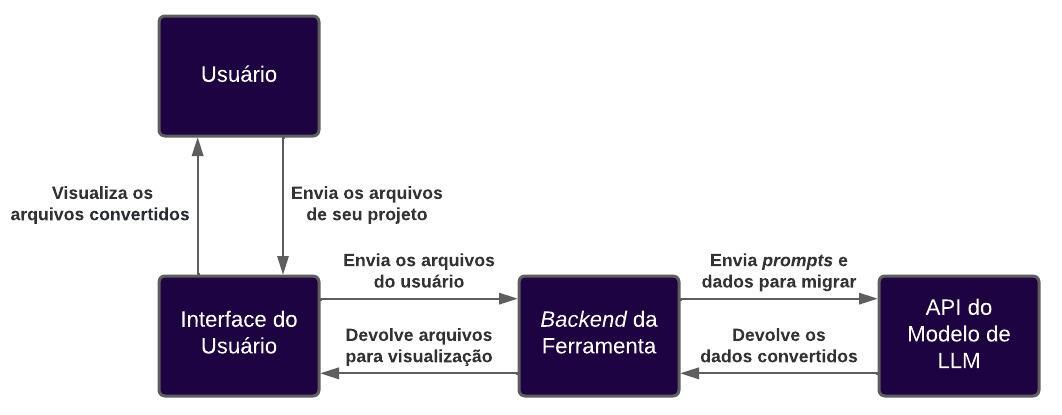 Usuário
Visualiza os
arquivos convertidos
Envia os arquivos
de seu projeto
Interface do
Usuário
Envia os arquivos
do usuário
Devolve arquivos
para visualização
Backend da
Ferramenta
Envia prompts e
dados para migrar
Devolve os
dados convertidos
API do
Modelo de
LLM